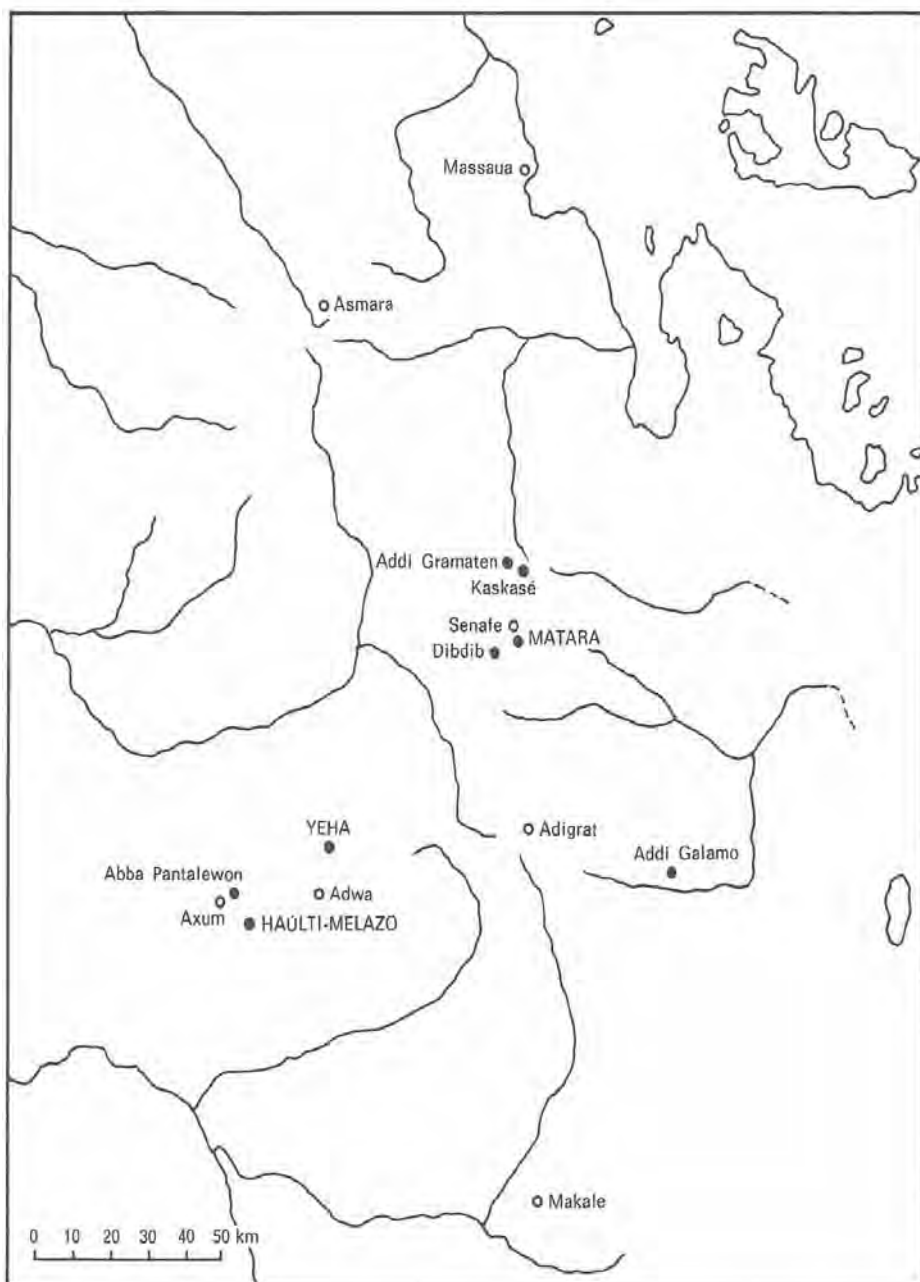 Massaua
Asmara
Addi Gramaten
Kaskasé
Senafe
MATARA
Dibdib
YEHA
Adigrat
Addi Galamo
Abba Pantalewon
Adwa
Axum
HAÚLTI-MELAZO
Makale
0 10 20 30 40 50 km